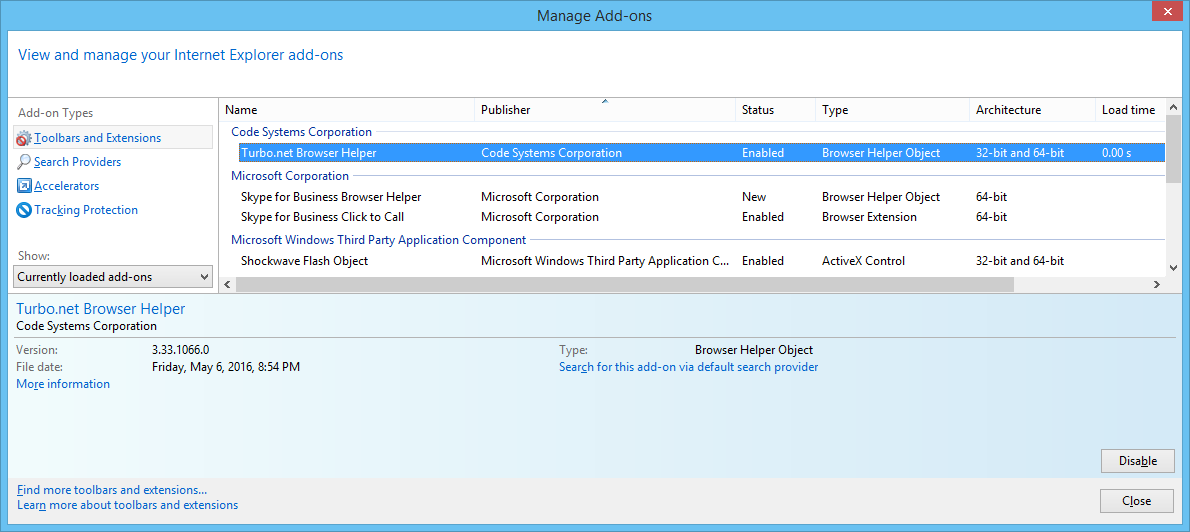 Manage Add-ons
View and manage your Internet Explorer add-ons
Add-on Types
Toolbars and Extensions
Search Providers
Accelerators
Tracking Protection
Show:
Currently loaded add-ons
Name Publisher Status Type Architecture Load time
Code Systems Corporation
Turbo.net Browser Helper Code Systems Corporation Enabled Browser Helper Object 32-bit and 64-bit 0.00 s
Microsoft Corporation
Skype for Business Browser Helper Microsoft Corporation New Browser Helper Object 64-bit
Skype for Business Click to Call Microsoft Corporation Enabled Browser Extension 64-bit
Microsoft Windows Third Party Application Component
Shockwave Flash Object Microsoft Windows Third Party Application C... Enabled ActiveX Control 32-bit and 64-bit
Turbo.net Browser Helper
Code Systems Corporation
Version: 3.33.1066.0 Type: Browser Helper Object
File date: Friday, May 6, 2016, 8:54 PM Search for this add-on via default search provider
More information
Disable
Find more toolbars and extensions...
Learn more about toolbars and extensions
Close